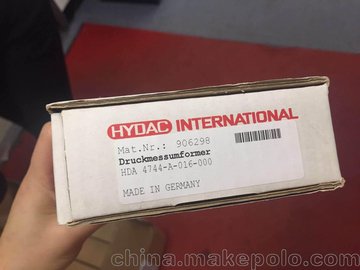 HYDAC INTERNATIONAL
Mat.Nr.: 906298
Druckmessumformer
HDA 4744-A-016-000
MADE IN GERMANY
china.makepolo.com